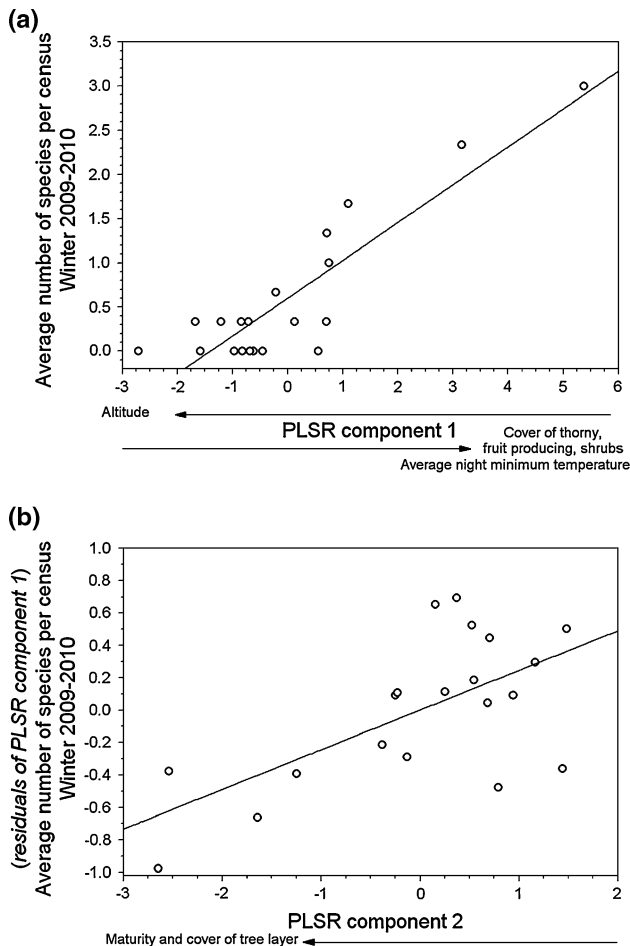 (a)
Average number of species per census
Winter 2009-2010
3.5
3.0
2.5
2.0
1.5
1.0
0.5
0.0
-3 -2 -1 0 1 2 3 4 5 6
Altitude
PLSR component 1
Cover of thorny,
fruit producing, shrubs
Average night minimum temperature
(b)
(residuals of PLSR component 1)
Average number of species per census
Winter 2009-2010
1.0
0.8
0.6
0.4
0.2
0.0
-0.2
-0.4
-0.6
-0.8
-1.0
-3 -2 -1 0 1 2
PLSR component 2
Maturity and cover of tree layer